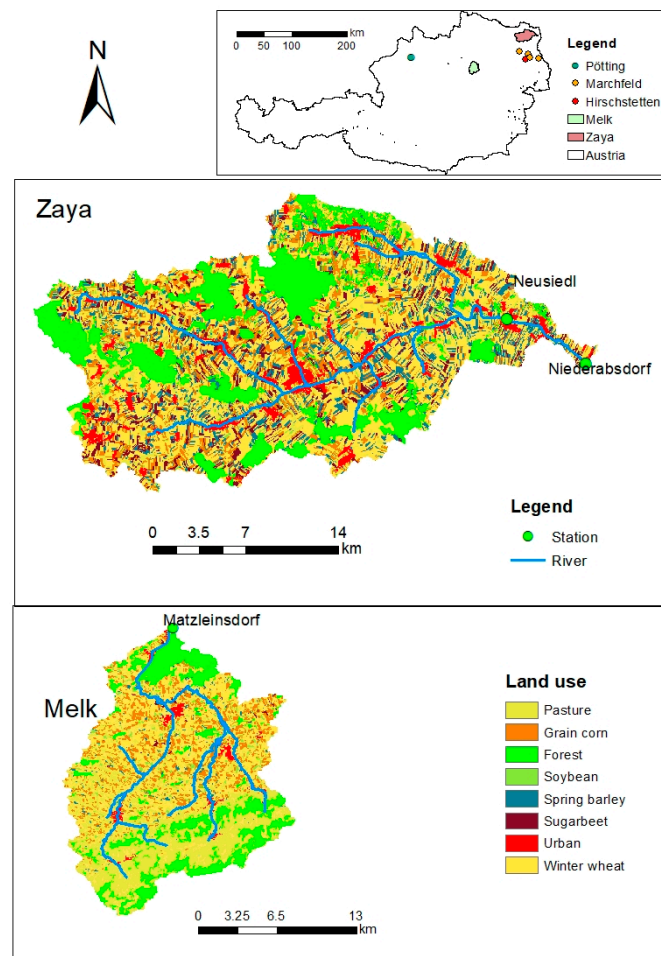 N
0 50 100 200
km
Legend
Pötting
Marchfeld
Hirschstetten
Melk
Zaya
Austria
Zaya
Neusiedl
Niederabsdorf
Legend
Station
River
0 3.5 7 14
km
Matzleinsdorf
Melk
Land use
Pasture
Grain corn
Forest
Soybean
Spring barley
Sugarbeet
Urban
Winter wheat
0 3.25 6.5 13
km